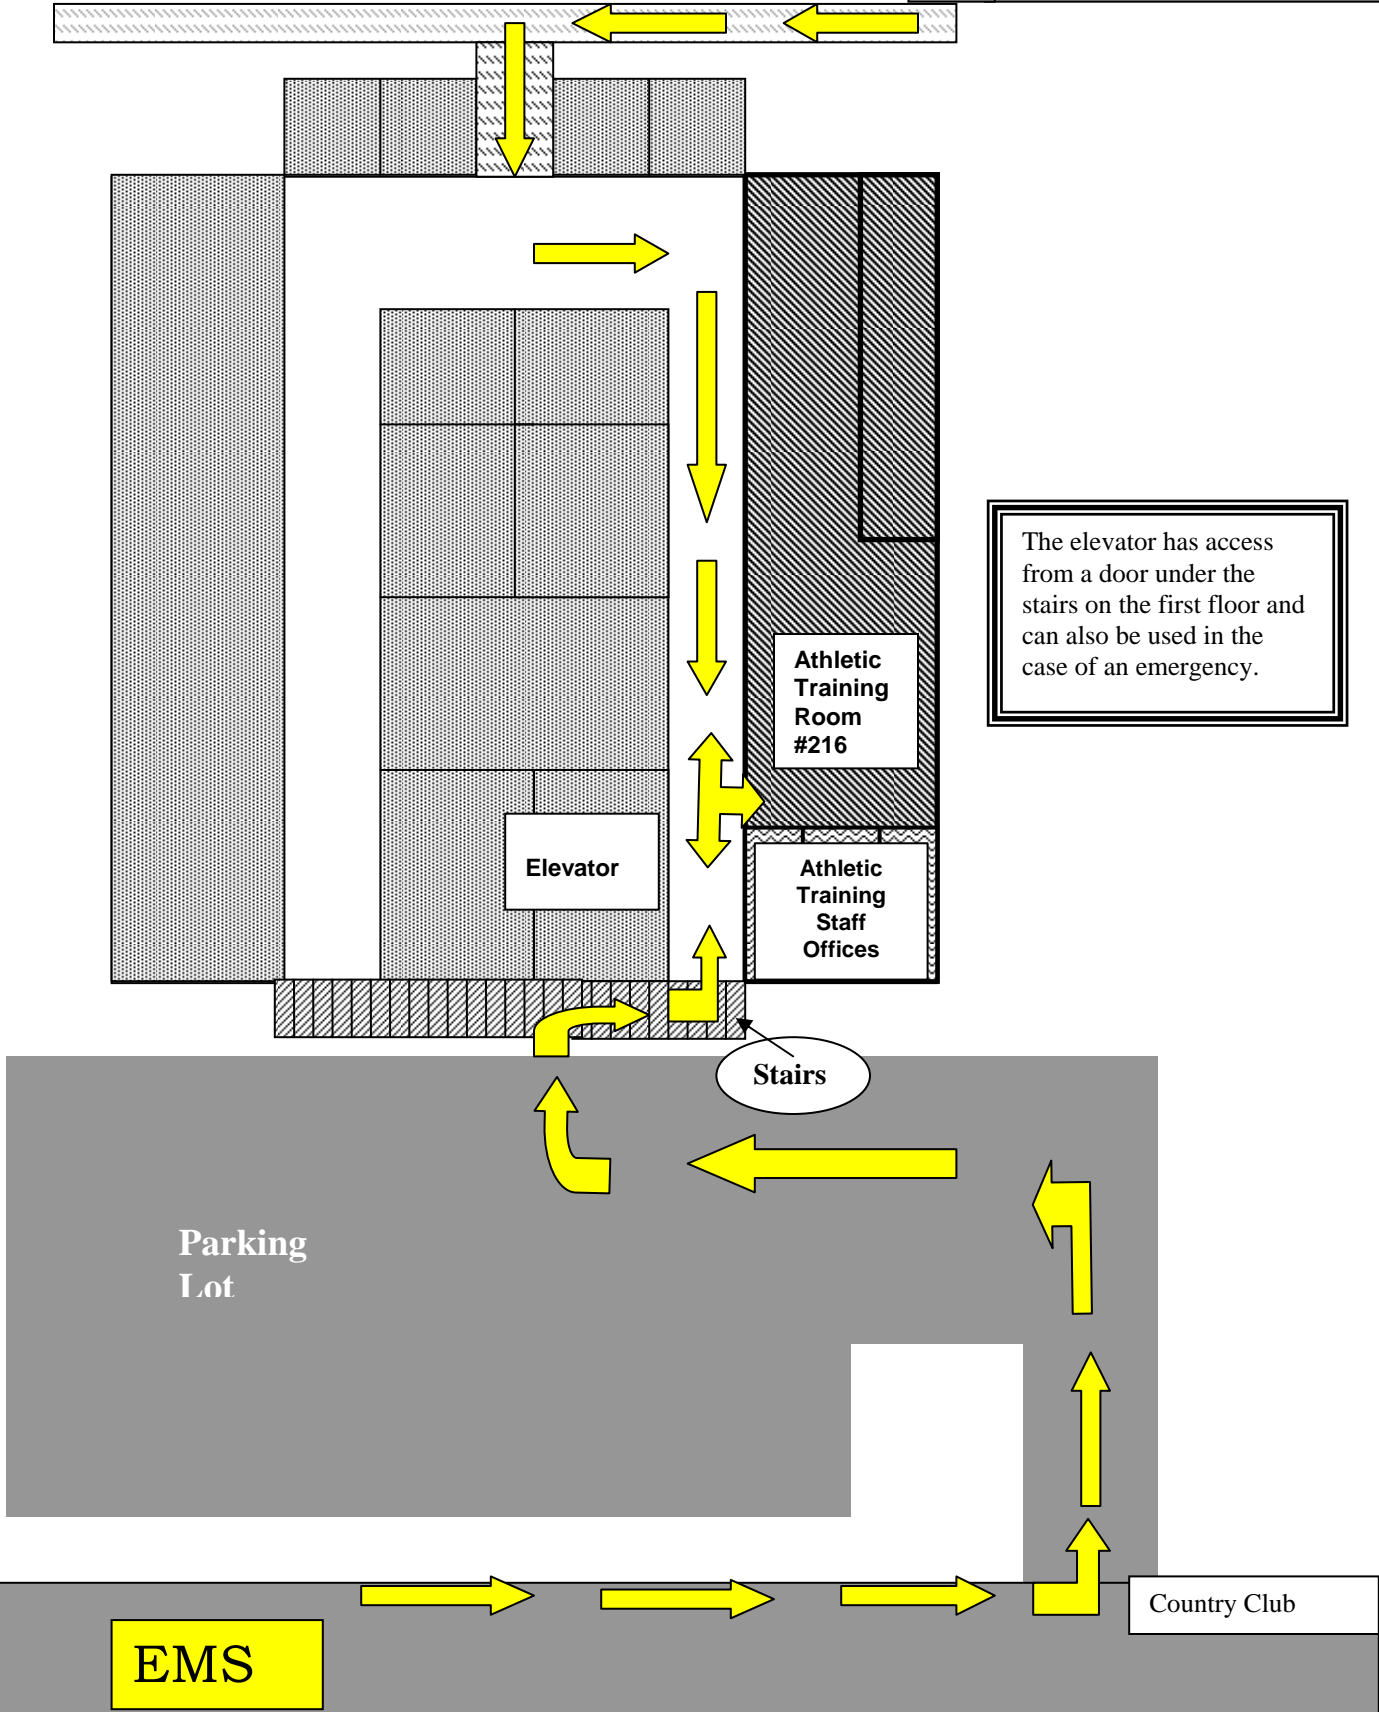 The elevator has access
from a door under the
stairs on the first floor and
can also be used in the
case of an emergency.
Athletic
Training
Room
#216
Elevator
Athletic
Training
Staff
Offices
Stairs
Parking
Lot
Country Club
EMS